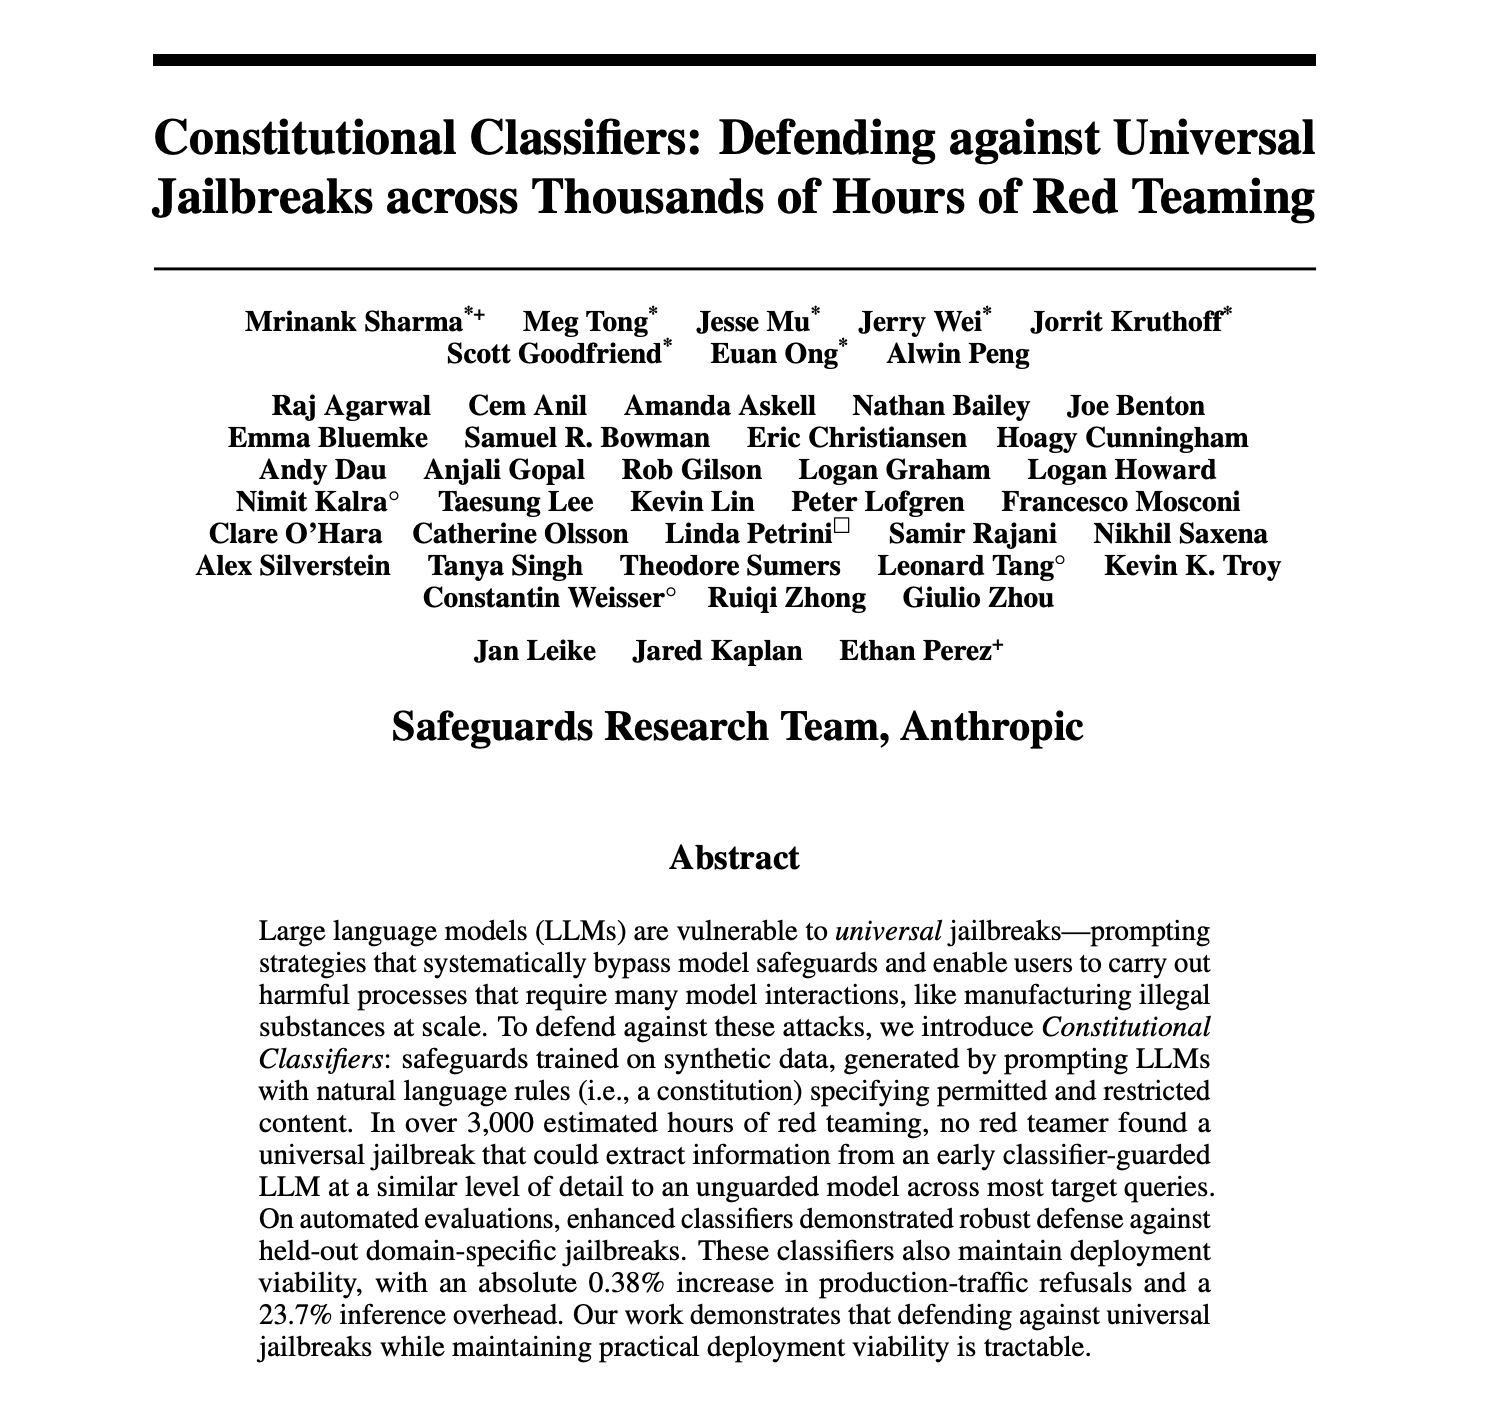 Constitutional Classifiers: Defending against Universal
Jailbreaks across Thousands of Hours of Red Teaming
Mrinank Sharma*+ Meg Tong* Jesse Mu* Jerry Wei* Jorrit Kruthoff*
Scott Goodfriend* Euan Ong* Alwin Peng
Raj Agarwal Cem Anil Amanda Askell Nathan Bailey Joe Benton
Emma Bluemke Samuel R. Bowman Eric Christiansen Hoagy Cunningham
Andy Dau Anjali Gopal Rob Gilson Logan Graham Logan Howard
Nimit Kalra○ Taesung Lee Kevin Lin Peter Lofgren Francesco Mosconi
Clare O’Hara Catherine Olsson Linda Petrini□ Samir Rajani Nikhil Saxena
Alex Silverstein Tanya Singh Theodore Sumers Leonard Tang○ Kevin K. Troy
Constantin Weisser○ Ruiqi Zhong Giulio Zhou
Jan Leike Jared Kaplan Ethan Perez+
Safeguards Research Team, Anthropic
Abstract
Large language models (LLMs) are vulnerable to universal jailbreaks—prompting
strategies that systematically bypass model safeguards and enable users to carry out
harmful processes that require many model interactions, like manufacturing illegal
substances at scale. To defend against these attacks, we introduce Constitutional
Classifiers: safeguards trained on synthetic data, generated by prompting LLMs
with natural language rules (i.e., a constitution) specifying permitted and restricted
content. In over 3,000 estimated hours of red teaming, no red teamer found a
universal jailbreak that could extract information from an early classifier-guarded
LLM at a similar level of detail to an unguarded model across most target queries.
On automated evaluations, enhanced classifiers demonstrated robust defense against
held-out domain-specific jailbreaks. These classifiers also maintain deployment
viability, with an absolute 0.38% increase in production-traffic refusals and a
23.7% inference overhead. Our work demonstrates that defending against universal
jailbreaks while maintaining practical deployment viability is tractable.